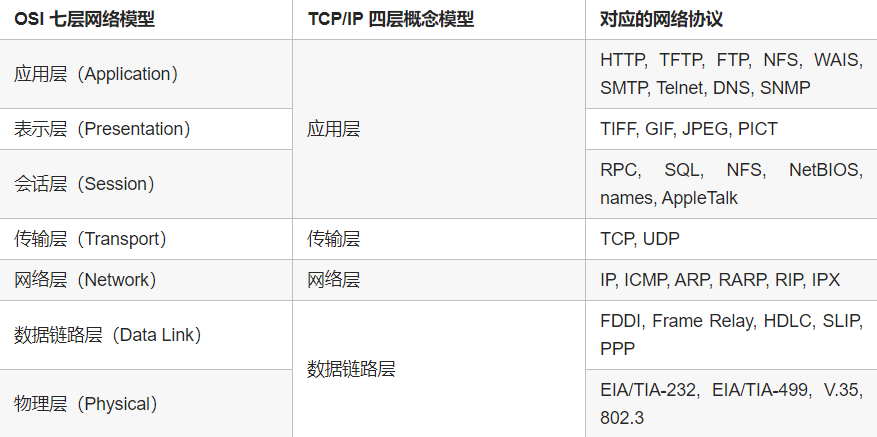 OSI 七层网络模型
TCP/IP 四层概念模型
对应的网络协议
应用层（Application）
应用层
HTTP, TFTP, FTP, NFS, WAIS,
SMTP, Telnet, DNS, SNMP
表示层（Presentation）
TIFF, GIF, JPEG, PICT
会话层（Session）
RPC, SQL, NFS, NetBIOS,
names, AppleTalk
传输层（Transport）
传输层
TCP, UDP
网络层（Network）
网络层
IP, ICMP, ARP, RARP, RIP, IPX
数据链路层（Data Link）
数据链路层
FDDI, Frame Relay, HDLC, SLIP,
PPP
物理层（Physical）
EIA/TIA-232, EIA/TIA-499, V.35,
802.3